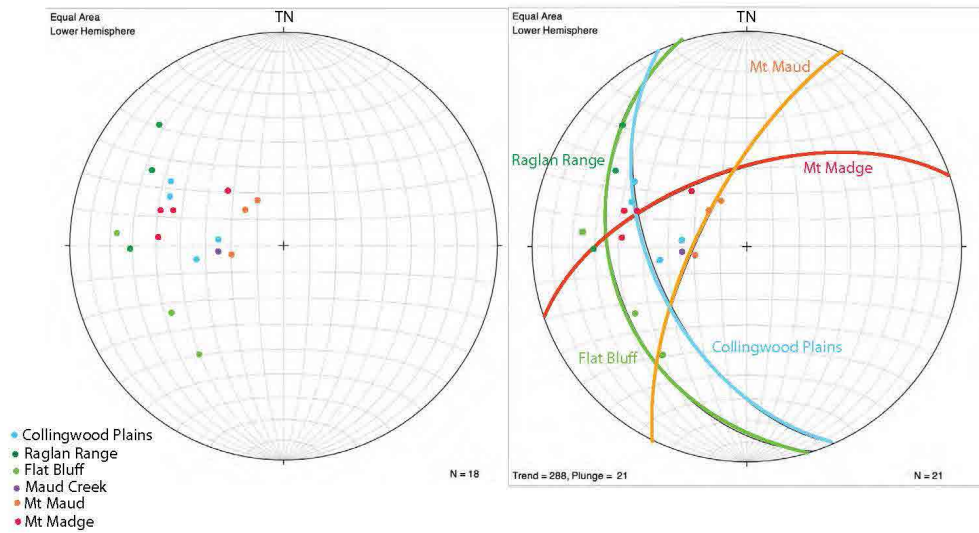 Equal Area
Lower Hemisphere
TN
Collingwood Plains
Raglan Range
Flat Bluff
Maud Creek
Mt Maud
Mt Madge
N = 18
Equal Area
Lower Hemisphere
TN
Mt Maud
Raglan Range
Mt Madge
Flat Bluff
Collingwood Plains
Trend = 288, Plunge = 21
N = 21